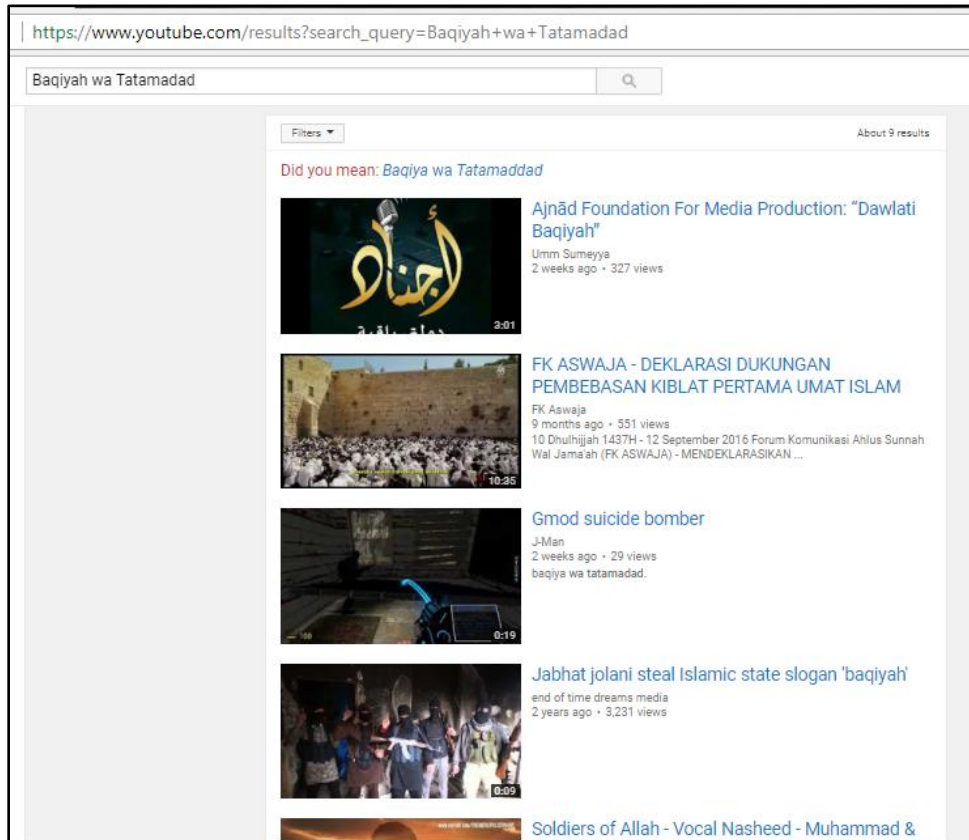 https://www.youtube.com/results?search_query=Baqiyah+wa+Tatamadad
Baqiyah wa Tatamadad
Filters
About 9 results
Did you mean: Baqiya wa Tatamaddad
أجناد
3:01
Ajnād Foundation For Media Production: “Dawlati
Baqiyah”
Umm Sumeyya
2 weeks ago • 327 views
10:35
FK ASWAJA - DEKLARASI DUKUNGAN
PEMBEBASAN KIBLAT PERTAMA UMAT ISLAM
FK Aswaja
9 months ago • 551 views
10 Dhulhijjah 1437H - 12 September 2016 Forum Komunikasi Ahlus Sunnah
Wal Jama'ah (FK ASWAJA) - MENDEKLARASIKAN ...
100
0:19
Gmod suicide bomber
J-Man
2 weeks ago • 29 views
baqiya wa tatamadad.
0:09
Jabhat jolani steal Islamic state slogan 'baqiyah'
end of time dreams media
2 years ago • 3,231 views
Soldiers of Allah - Vocal Nasheed - Muhammad &